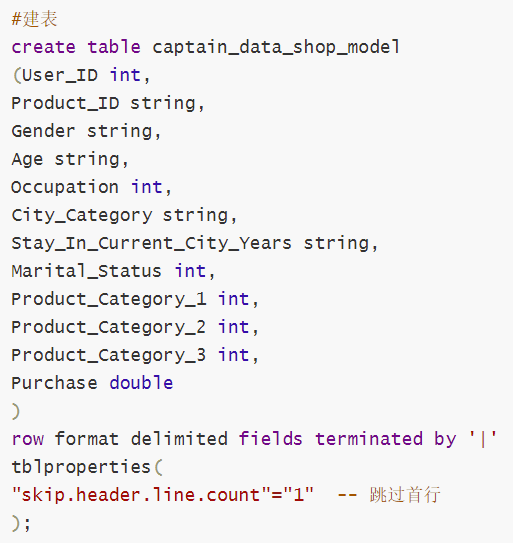 #建表
create table captain_data_shop_model
(User_ID int,
Product_ID string,
Gender string,
Age string,
Occupation int,
City_Category string,
Stay_In_Current_City_Years string,
Marital_Status int,
Product_Category_1 int,
Product_Category_2 int,
Product_Category_3 int,
Purchase double
)
row format delimited fields terminated by '|'
tblproperties(
"skip.header.line.count"="1"  -- 跳过首行
);